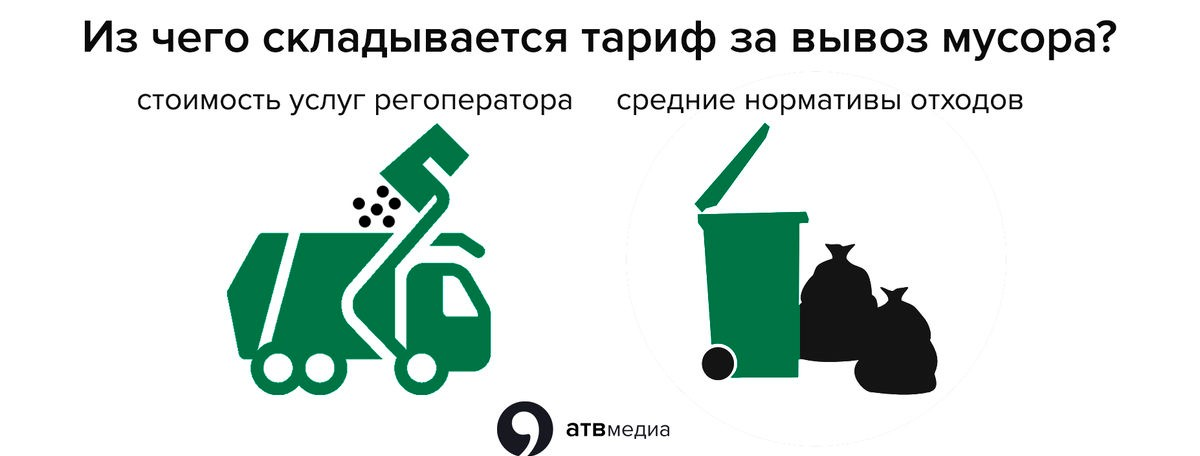 Из чего складывается тариф за вывоз мусора?
стоимость услуг регоператора
средние нормативы отходов
атвмедиа